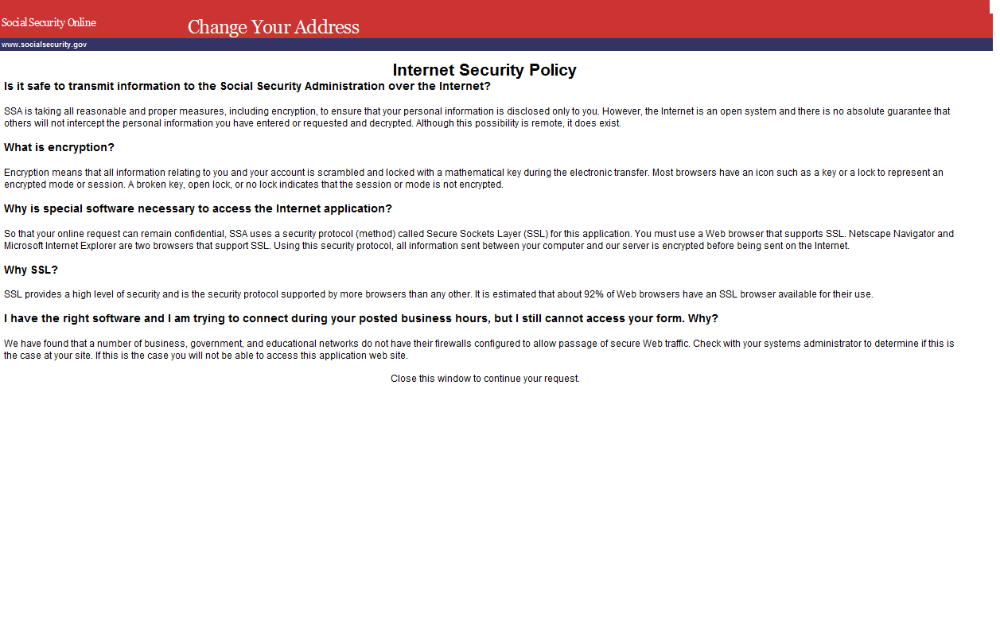 Social Security Online
Change Your Address
www.socialsecurity.gov
Internet Security Policy
Is it safe to transmit information to the Social Security Administration over the Internet?
SSA is taking all reasonable and proper measures, including encryption, to ensure that your personal information is disclosed only to you. However, the Internet is an open system and there is no absolute guarantee that
others will not intercept the personal information you have entered or requested and decrypted. Although this possibility is remote, it does exist.
What is encryption?
Encryption means that all information relating to you and your account is scrambled and locked with a mathematical key during the electronic transfer. Most browsers have an icon such as a key or a lock to represent an
encrypted mode or session. A broken key, open lock, or no lock indicates that the session or mode is not encrypted.
Why is special software necessary to access the Internet application?
So that your online request can remain confidential, SSA uses a security protocol (method) called Secure Sockets Layer (SSL) for this application. You must use a Web browser that supports SSL. Netscape Navigator and
Microsoft Internet Explorer are two browsers that support SSL. Using this security protocol, all information sent between your computer and our server is encrypted before being sent on the Internet.
Why SSL?
SSL provides a high level of security and is the security protocol supported by more browsers than any other. It is estimated that about 92% of Web browsers have an SSL browser available for their use.
I have the right software and I am trying to connect during your posted business hours, but I still cannot access your form. Why?
We have found that a number of business, government, and educational networks do not have their firewalls configured to allow passage of secure Web traffic. Check with your systems administrator to determine if this is
the case at your site. If this is the case you will not be able to access this application web site.
Close this window to continue your request.